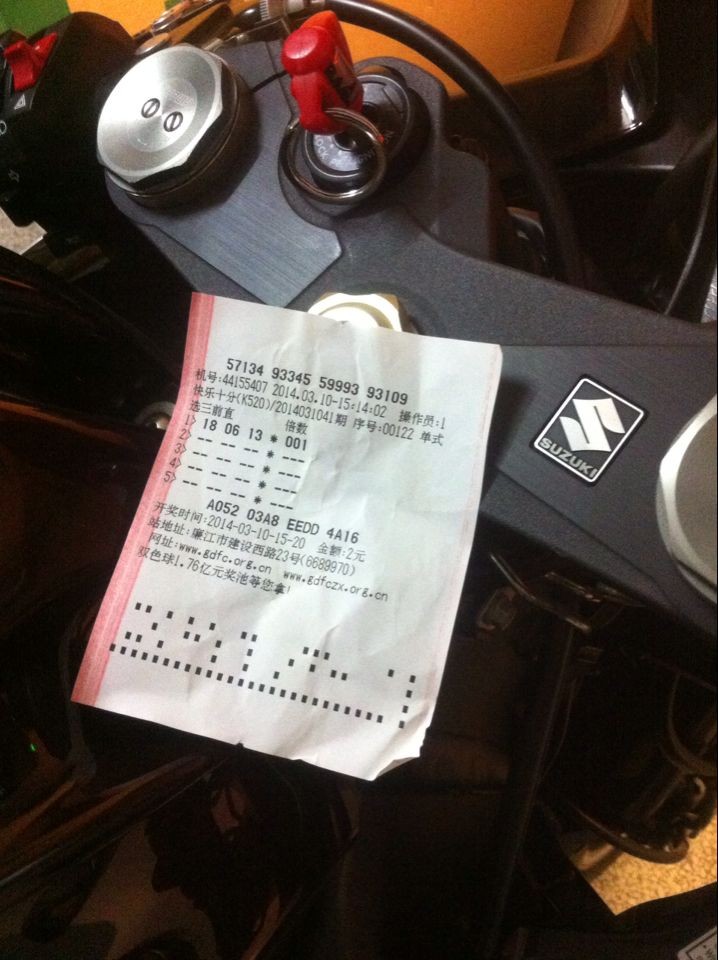 57134 93345 59993 93109
机号:44155407 2014.03.10-15:14:02 操作员:1
快乐十分(K520)/2014031041期 序号:00122 单式
选三前直 倍数
1> 18 06 13 * 001
2> -- -- -- * ---
3> -- -- -- * ---
4> -- -- -- * ---
5> -- -- -- * ---
A052 03A8 EEDD 4A16
开奖时间:2014-03-10-15-20 金额:2元
站地址:廉江市建设西路23号(6689970)
网址:www.gdfc.org.cn www.gdfczx.org.cn
双色球1.76亿元奖池等您拿!
SUZUKI